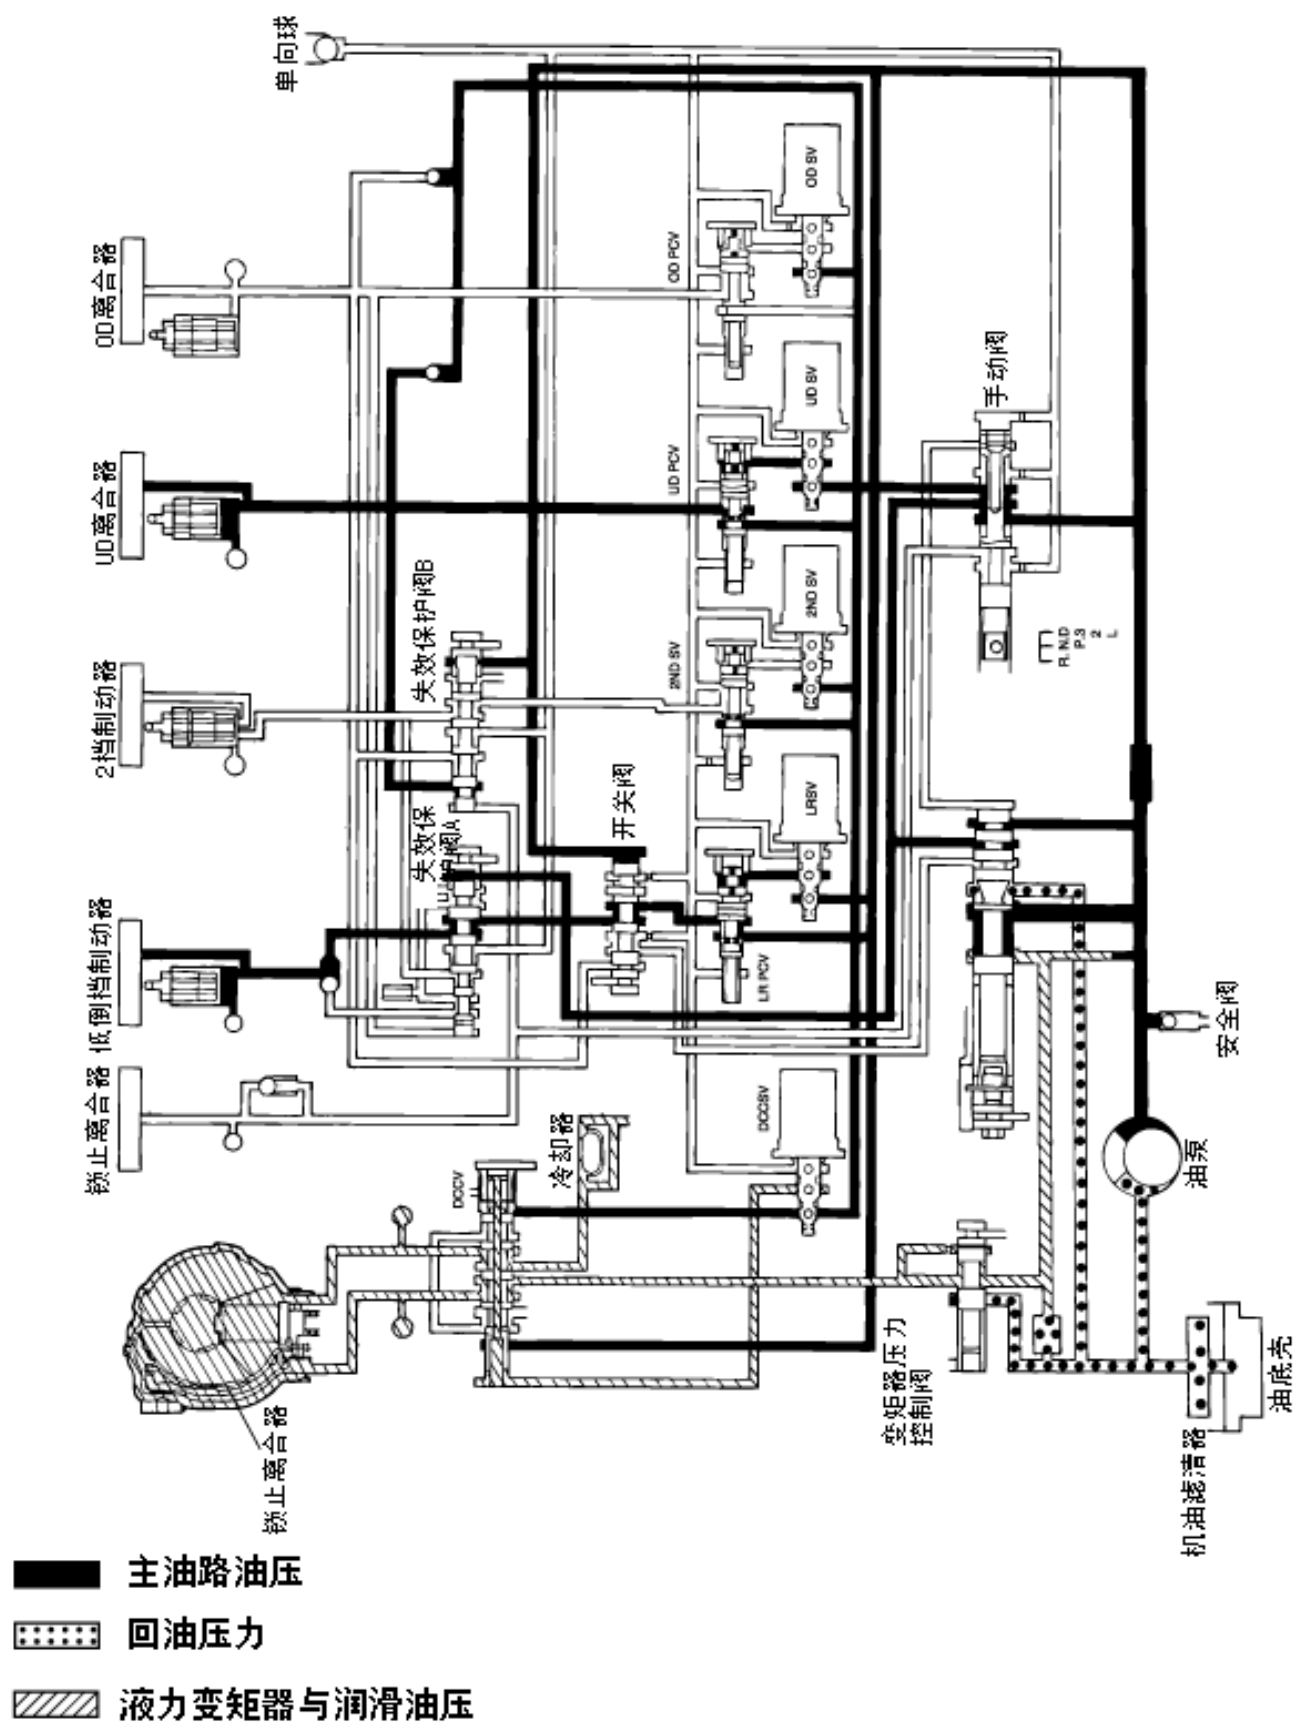 单向球
OD离合器
UD离合器
2档制动器
低倒档制动器
锁止离合器
失效保护阀B
失效保
护阀A
开关阀
手动阀
OD PCV
OD SV
UD PCV
UD SV
2ND SV
2ND SV
LRSV
LR PCV
DCCSV
DCCV
冷却器
R.N.D
P.3
2
L
安全阀
油泵
变矩器压力
控制阀
锁止离合器
机油滤清器
油底壳
主油路油压
回油压力
液力变矩器与润滑油压